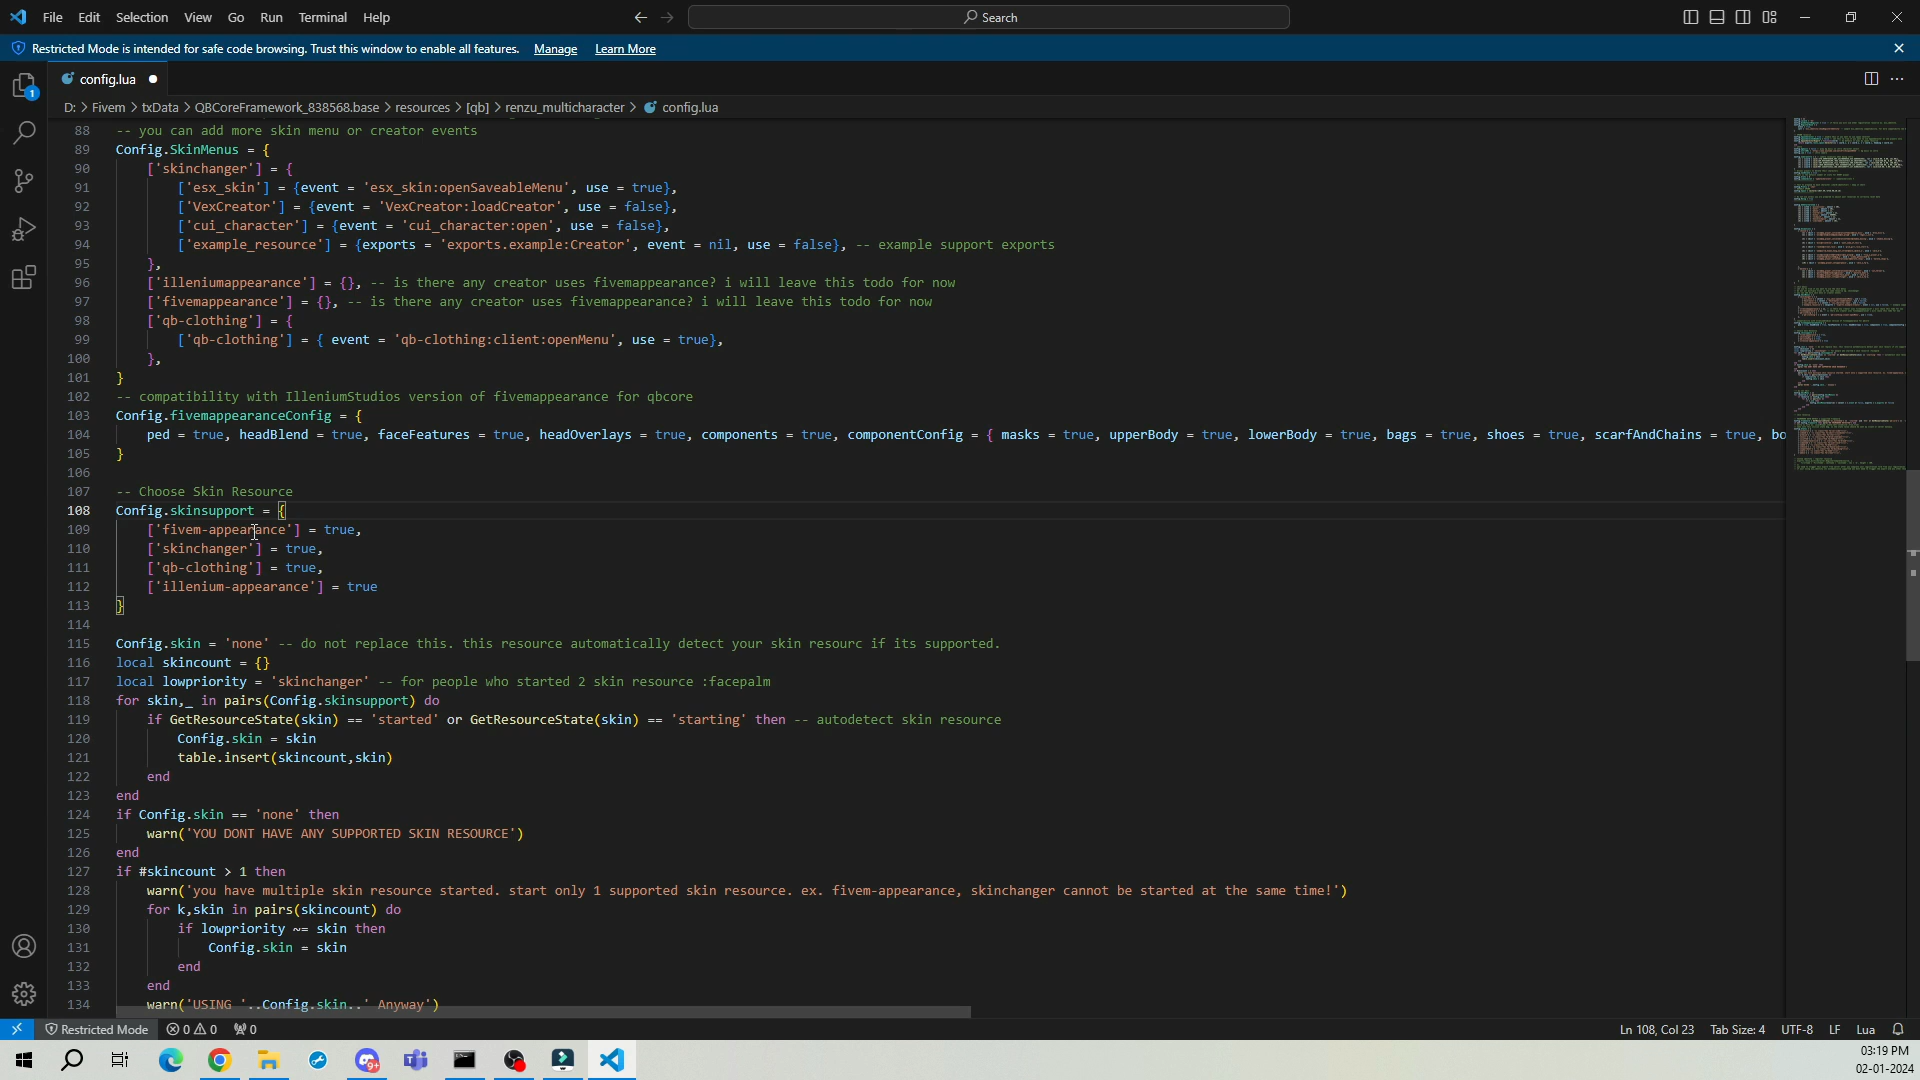 File Edit Selection View Go Run Terminal Help
Search
Restricted Mode is intended for safe code browsing. Trust this window to enable all features. Manage Learn More
config.lua
D: > Fivem > txData > QBCoreFramework_838568.base > resources > [qb] > renzu_multicharacter > config.lua
88 -- you can add more skin menu or creator events
89 Config.SkinMenus = {
90 ['skinchanger'] = {
91 ['esx_skin'] = {event = 'esx_skin:openSaveableMenu', use = true},
92 ['VexCreator'] = {event = 'VexCreator:loadCreator', use = false},
93 ['cui_character'] = {event = 'cui_character:open', use = false},
94 ['example_resource'] = {exports = 'exports.example:Creator', event = nil, use = false}, -- example support exports
95 },
96 ['illeniumappearance'] = {}, -- is there any creator uses fivemappearance? i will leave this todo for now
97 ['fivemappearance'] = {}, -- is there any creator uses fivemappearance? i will leave this todo for now
98 ['qb-clothing'] = {
99 ['qb-clothing'] = { event = 'qb-clothing:client:openMenu', use = true},
100 },
101 }
102 -- compatibility with IlleniumStudios version of fivemappearance for qbcore
103 Config.fivemappearanceConfig = {
104 ped = true, headBlend = true, faceFeatures = true, headOverlays = true, components = true, componentConfig = { masks = true, upperBody = true, lowerBody = true, bags = true, shoes = true, scarfAndChains = true, bo
105 }
106
107 -- Choose Skin Resource
108 Config.skinsupport = {
109 ['fivem-appearance'] = true,
110 ['skinchanger'] = true,
111 ['qb-clothing'] = true,
112 ['illenium-appearance'] = true
113 }
114
115 Config.skin = 'none' -- do not replace this. this resource automatically detect your skin resourc if its supported.
116 local skincount = {}
117 local lowpriority = 'skinchanger' -- for people who started 2 skin resource :facepalm
118 for skin,_ in pairs(Config.skinsupport) do
119 if GetResourceState(skin) == 'started' or GetResourceState(skin) == 'starting' then -- autodetect skin resource
120 Config.skin = skin
121 table.insert(skincount,skin)
122 end
123 end
124 if Config.skin == 'none' then
125 warn('YOU DONT HAVE ANY SUPPORTED SKIN RESOURCE')
126 end
127 if #skincount > 1 then
128 warn('you have multiple skin resource started. start only 1 supported skin resource. ex. fivem-appearance, skinchanger cannot be started at the same time!')
129 for k,skin in pairs(skincount) do
130 if lowpriority ~= skin then
131 Config.skin = skin
132 end
133 end
134 warn('USING '..Config.skin..' Anyway')
Restricted Mode 0 0 0 Ln 108, Col 23 Tab Size: 4 UTF-8 LF Lua
03:19 PM
02-01-2024